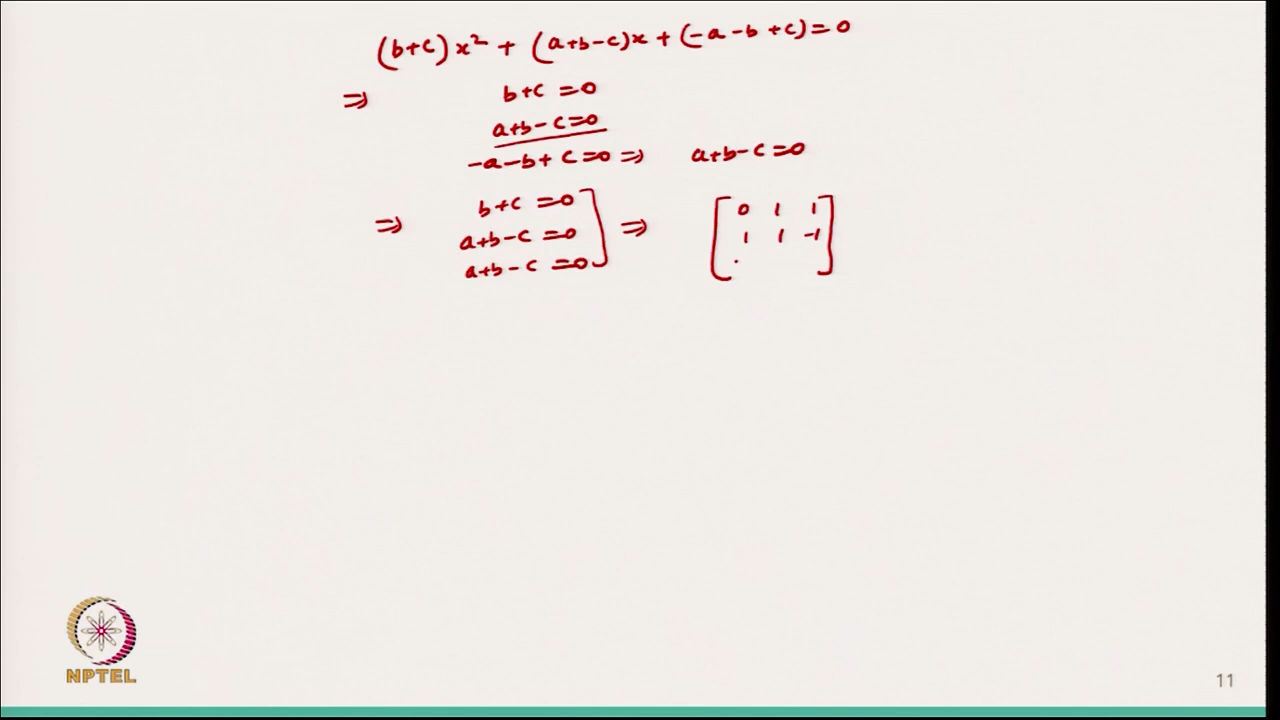 (b+c)x² + (a+b-c)x + (-a-b+c)=0
⇒ b+c =0
a+b-c=0
-a-b+c=0 ⇒ a+b-c=0
⇒ b+c =0
a+b-c =0 ⇒
a+b-c =0
0 1 1
1 1 -1
NPTEL
11